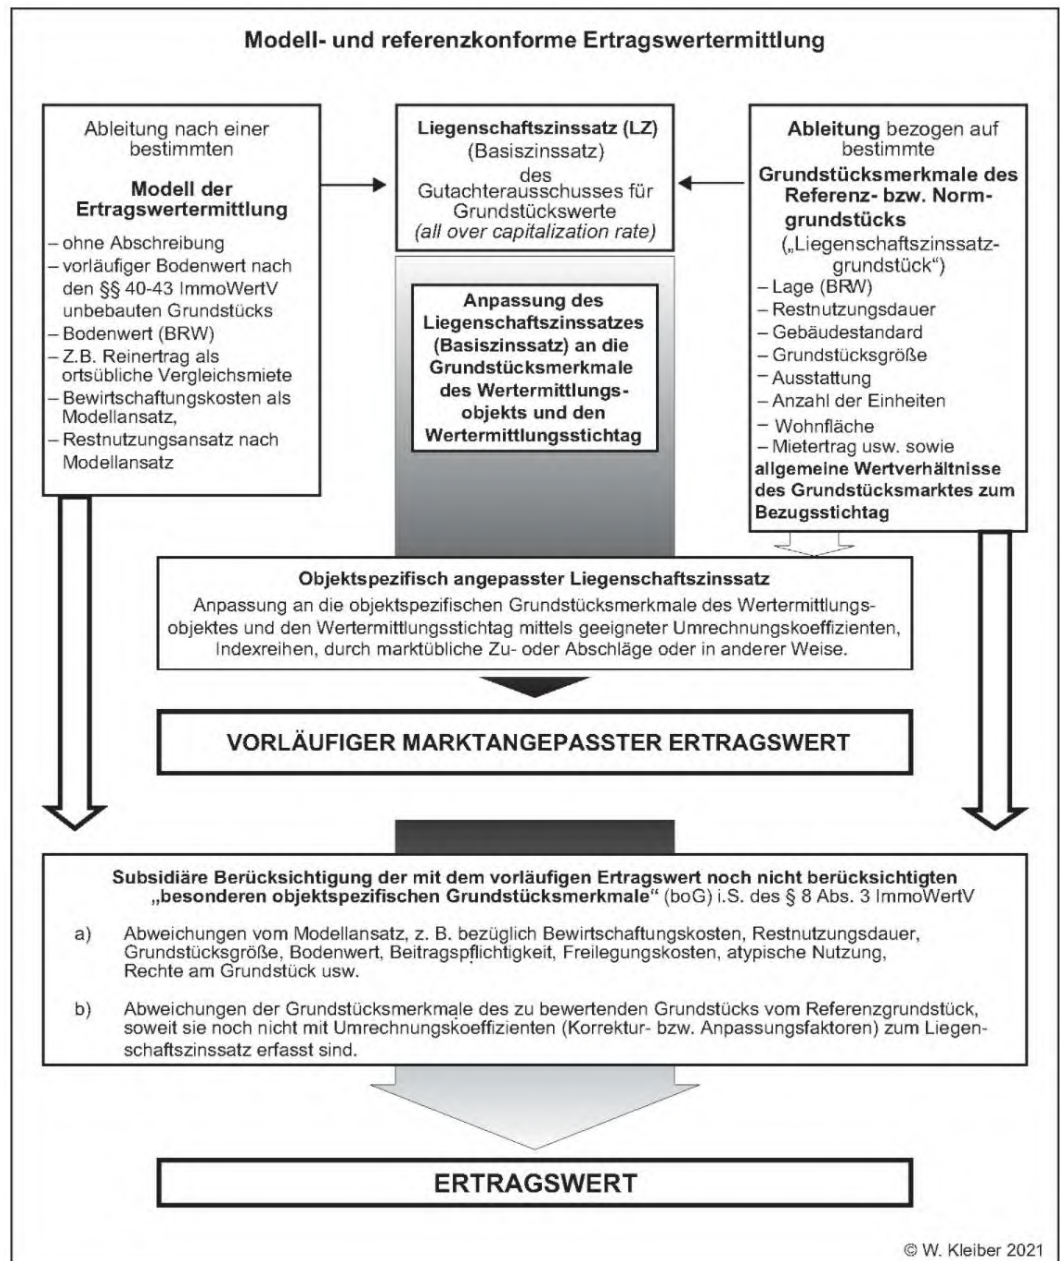 Modell- und referenzkonforme Ertragswertermittlung
Ableitung nach einer
bestimmten
Modell der
Ertragswertermittlung
– ohne Abschreibung
– vorläufiger Bodenwert nach
den §§ 40-43 ImmoWertV
unbebauten Grundstücks
– Bodenwert (BRW)
– Z.B. Reinertrag als
ortsübliche Vergleichsmiete
– Bewirtschaftungskosten als
Modellansatz,
– Restnutzungsansatz nach
Modellansatz
Liegenschaftszinssatz (LZ)
(Basiszinssatz)
des
Gutachterausschusses für
Grundstückswerte
(all over capitalization rate)
Ableitung bezogen auf
bestimmte
Grundstücksmerkmale des
Referenz- bzw. Norm-
grundstücks
(„Liegenschaftszinssatz-
grundstück“)
– Lage (BRW)
– Restnutzungsdauer
– Gebäudestandard
– Grundstücksgröße
– Ausstattung
– Anzahl der Einheiten
– Wohnfläche
– Mietertrag usw. sowie
allgemeine Wertverhältnisse
des Grundstücksmarktes zum
Bezugsstichtag
Anpassung des
Liegenschaftszinssatzes
(Basiszinssatz) an die
Grundstücksmerkmale
des Wertermittlungs-
objekts und den
Wertermittlungsstichtag
Objektspezifisch angepasster Liegenschaftszinssatz
Anpassung an die objektspezifischen Grundstücksmerkmale des Wertermittlungs-
objektes und den Wertermittlungsstichtag mittels geeigneter Umrechnungskoeffizienten,
Indexreihen, durch marktübliche Zu- oder Abschläge oder in anderer Weise.
VORLÄUFIGER MARKTANGEPASSTER ERTRAGSWERT
Subsidiäre Berücksichtigung der mit dem vorläufigen Ertragswert noch nicht berücksichtigten
„besonderen objektspezifischen Grundstücksmerkmale“ (boG) i.S. des § 8 Abs. 3 ImmoWertV
a) Abweichungen vom Modellansatz, z. B. bezüglich Bewirtschaftungskosten, Restnutzungsdauer,
Grundstücksgröße, Bodenwert, Beitragspflichtigkeit, Freilegungskosten, atypische Nutzung,
Rechte am Grundstück usw.
b) Abweichungen der Grundstücksmerkmale des zu bewertenden Grundstücks vom Referenzgrundstück,
soweit sie noch nicht mit Umrechnungskoeffizienten (Korrektur- bzw. Anpassungsfaktoren) zum Liegen-
schaftszinssatz erfasst sind.
ERTRAGSWERT
© W. Kleiber 2021